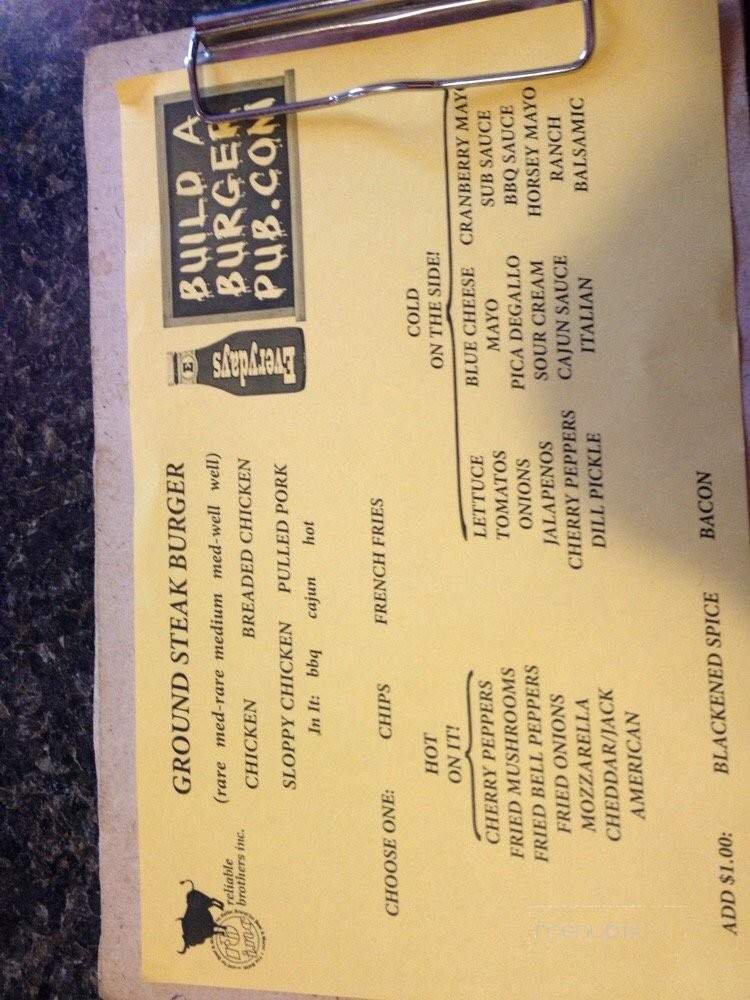 reliable
brothers inc.
GROUND STEAK BURGER
(rare med-rare medium med-well well)
CHICKEN BREADED CHICKEN
SLOPPY CHICKEN PULLED PORK
In It: bbq cajun hot
Everydays
E
BUILD A
BURGER
PUB.COM
CHOOSE ONE: CHIPS FRENCH FRIES
HOT
ON IT!
CHERRY PEPPERS
FRIED MUSHROOMS
FRIED BELL PEPPERS
FRIED ONIONS
MOZZARELLA
CHEDDAR/JACK
AMERICAN
COLD
ON THE SIDE!
LETTUCE
TOMATOS
ONIONS
JALAPENOS
CHERRY PEPPERS
DILL PICKLE
BLUE CHEESE
MAYO
PICA DEGALLO
SOUR CREAM
CAJUN SAUCE
ITALIAN
CRANBERRY MAYO
SUB SAUCE
BBQ SAUCE
HORSEY MAYO
RANCH
BALSAMIC
ADD $1.00: BLACKENED SPICE BACON
menupix